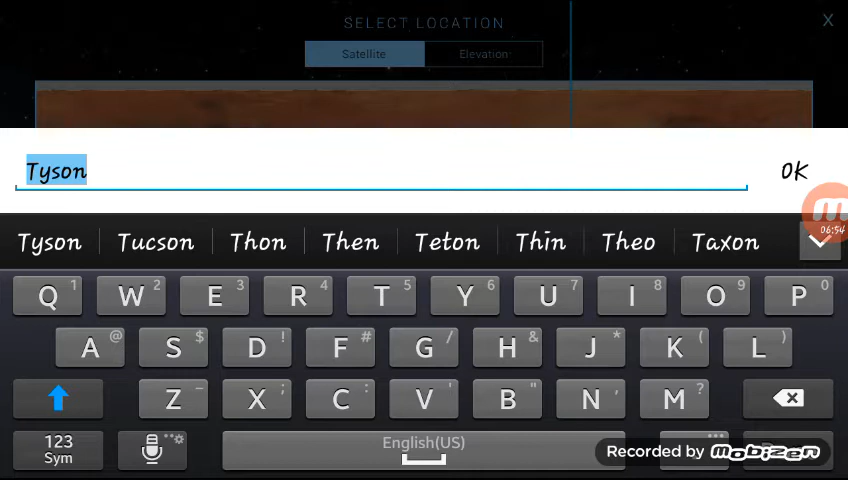 SELECT LOCATION X
Satellite Elevation
Tyson OK
06:54
Tyson Tucson Thon Then Teton Thin Theo Taxon
Q 1 W 2 E 3 R 4 T 5 Y 6 U 7 I 8 O 9 P 0
A @ S $ D ! F # G / H & J * K ( L )
Z - X ; C : V ' B " N , M ?
123
Sym
English(US)
Recorded by mobizen